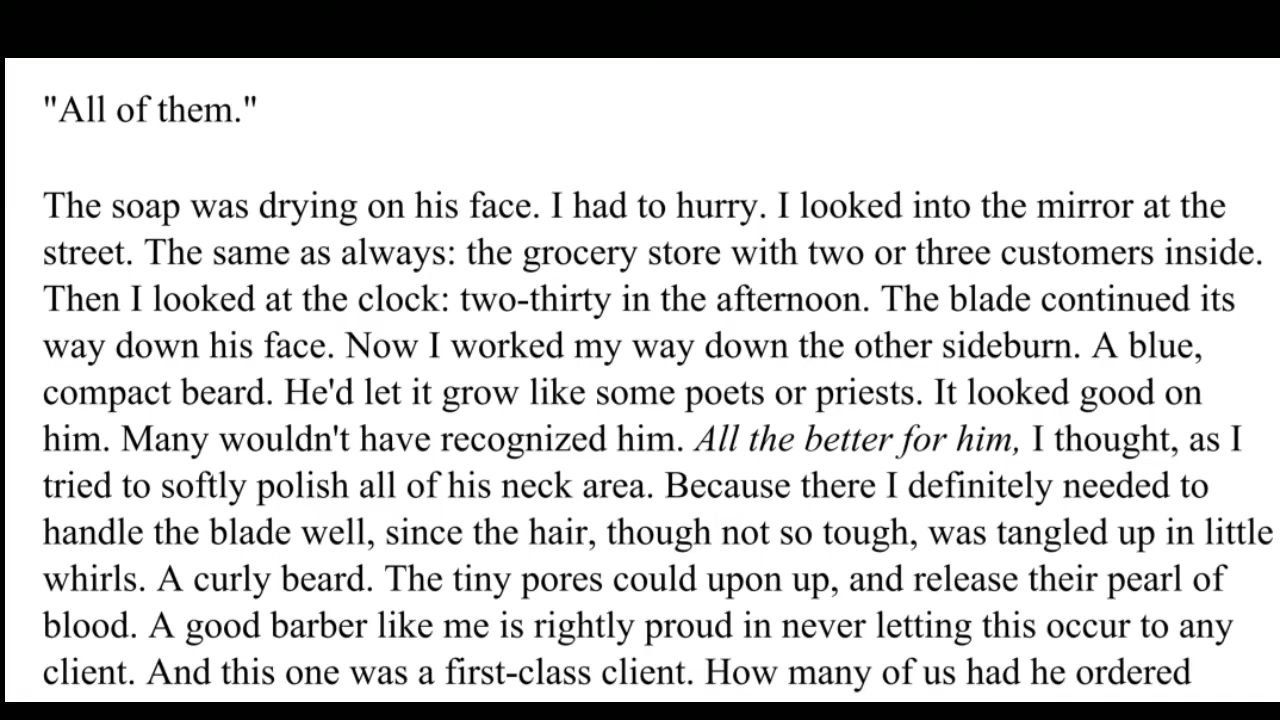 "All of them."
The soap was drying on his face. I had to hurry. I looked into the mirror at the
street. The same as always: the grocery store with two or three customers inside.
Then I looked at the clock: two-thirty in the afternoon. The blade continued its
way down his face. Now I worked my way down the other sideburn. A blue,
compact beard. He'd let it grow like some poets or priests. It looked good on
him. Many wouldn't have recognized him. All the better for him, I thought, as I
tried to softly polish all of his neck area. Because there I definitely needed to
handle the blade well, since the hair, though not so tough, was tangled up in little
whirls. A curly beard. The tiny pores could upon up, and release their pearl of
blood. A good barber like me is rightly proud in never letting this occur to any
client. And this one was a first-class client. How many of us had he ordered